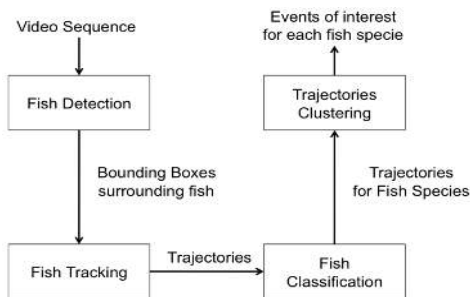 Video Sequence
Fish Detection
Bounding Boxes
surrounding fish
Fish Tracking
Trajectories
Fish
Classification
Trajectories
for Fish Species
Trajectories
Clustering
Events of interest
for each fish specie